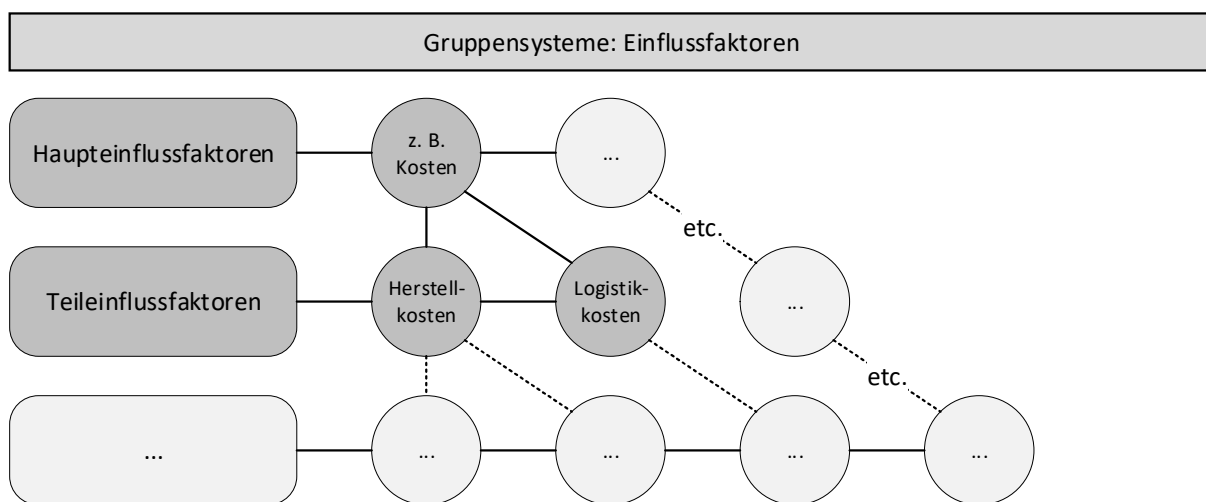 Gruppensysteme: Einflussfaktoren
Haupteinflussfaktoren
z. B.
Kosten
...
etc.
Teileinflussfaktoren
Herstell-
kosten
Logistik-
kosten
...
etc.
...
...
...
...
...